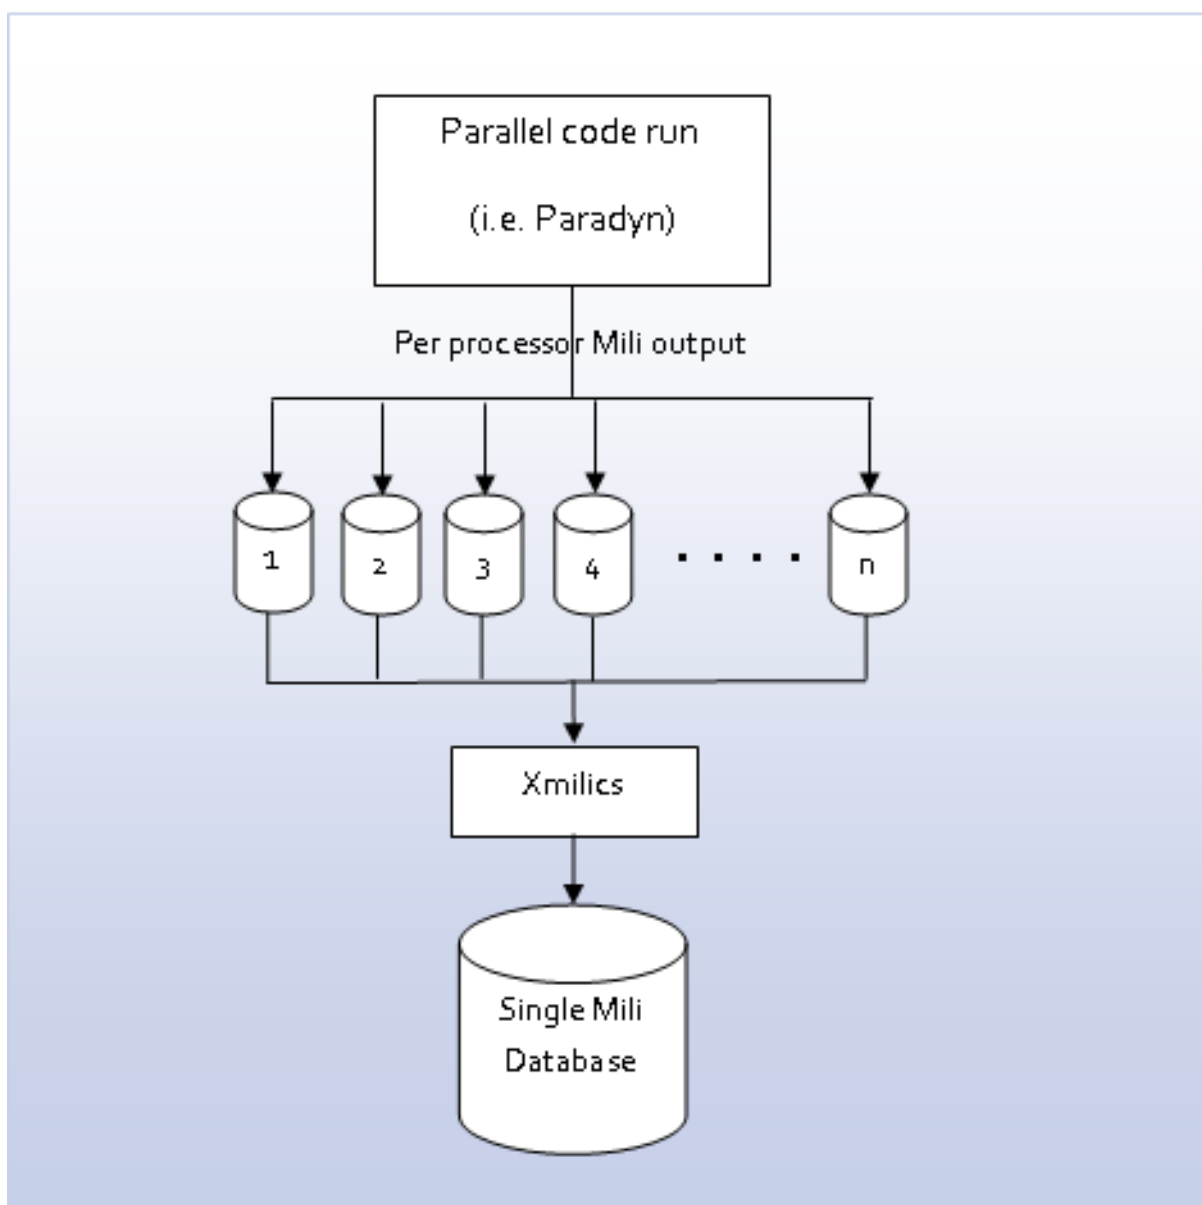 Parallel code run
(i.e. Paradyn)
Per processor Mili output
1 2 3 4 . . . . n
Xmilics
Single Mili
Database